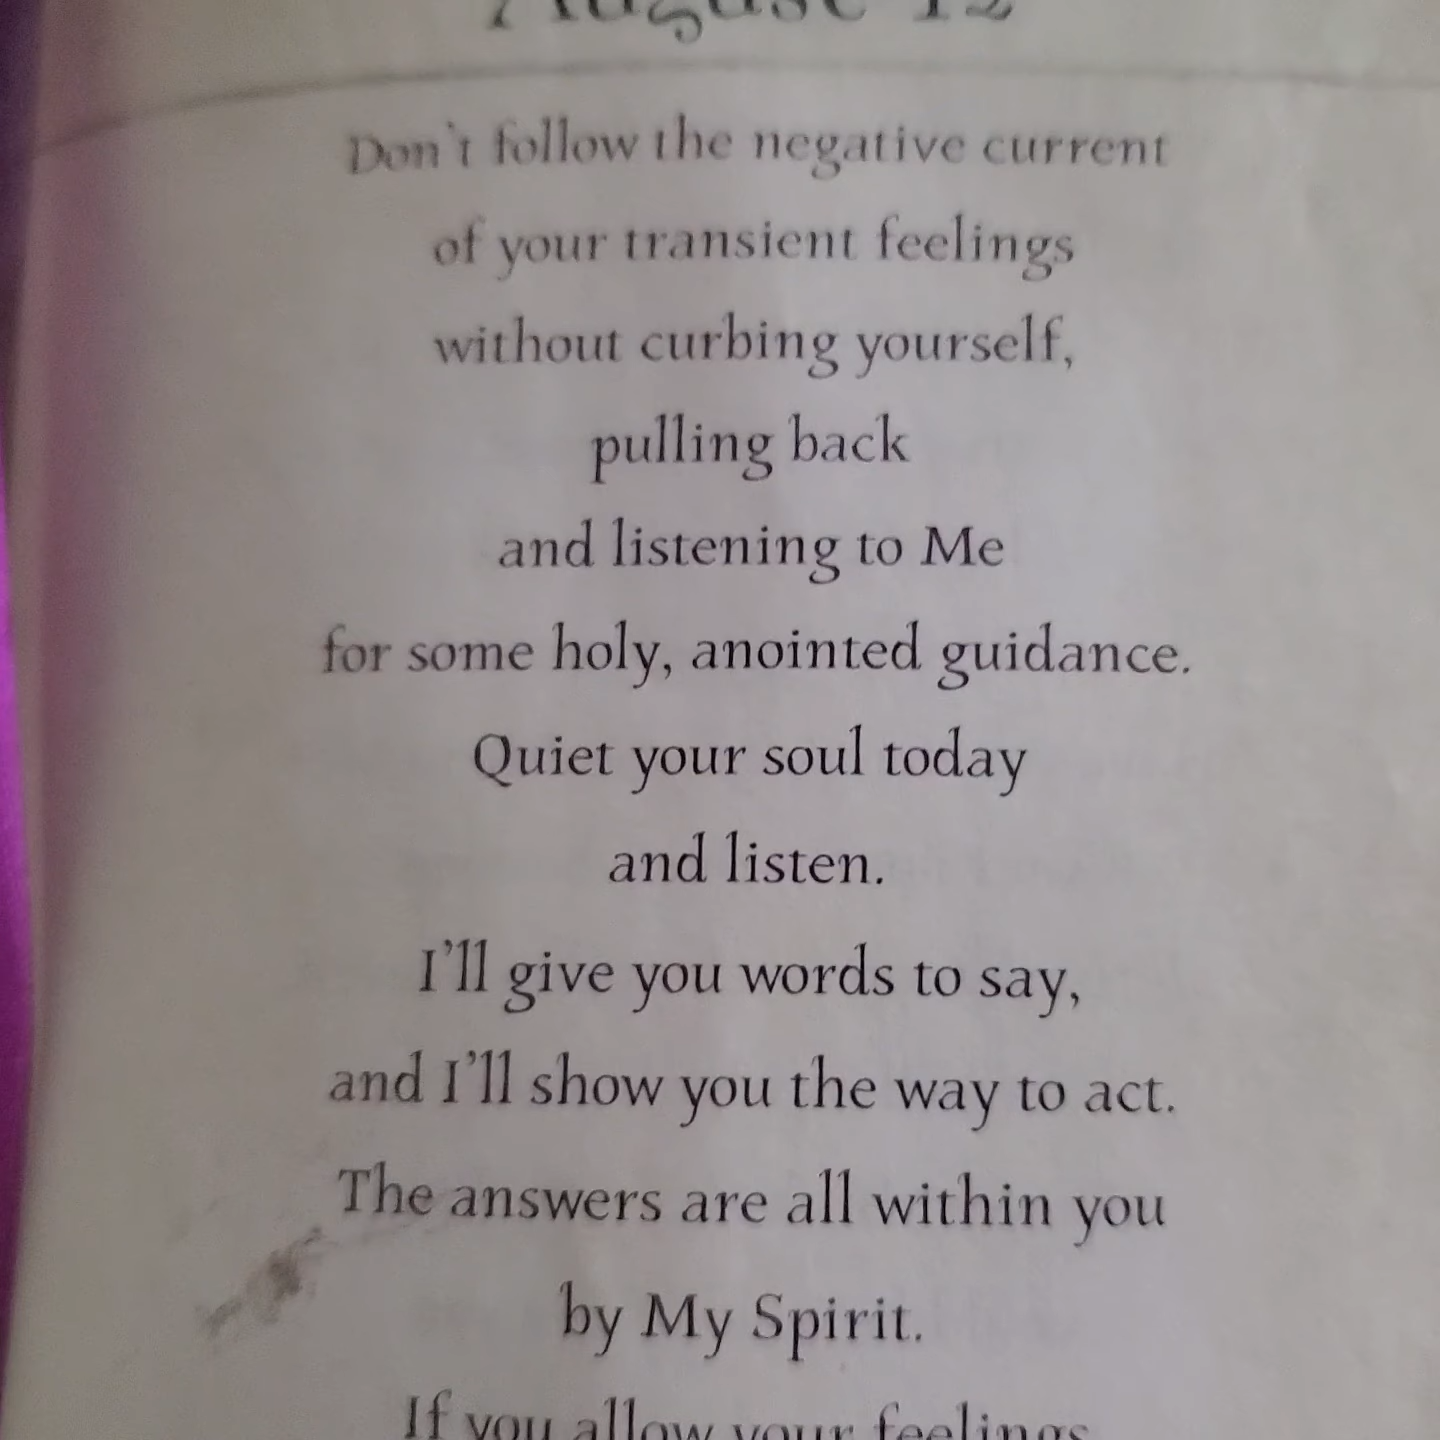 August 12
Don't follow the negative current
of your transient feelings
without curbing yourself,
pulling back
and listening to Me
for some holy, anointed guidance.
Quiet your soul today
and listen.
I'll give you words to say,
and I'll show you the way to act.
The answers are all within you
by My Spirit.
If you allow your feelings